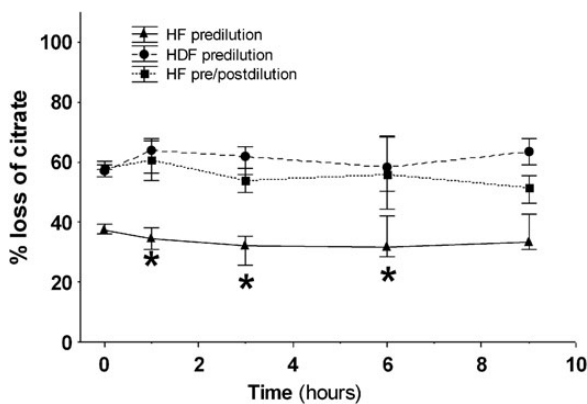 HF predilution
HDF predilution
HF pre/postdilution
100
80
60
40
20
0
% loss of citrate
* * *
0 2 4 6 8 10
Time (hours)